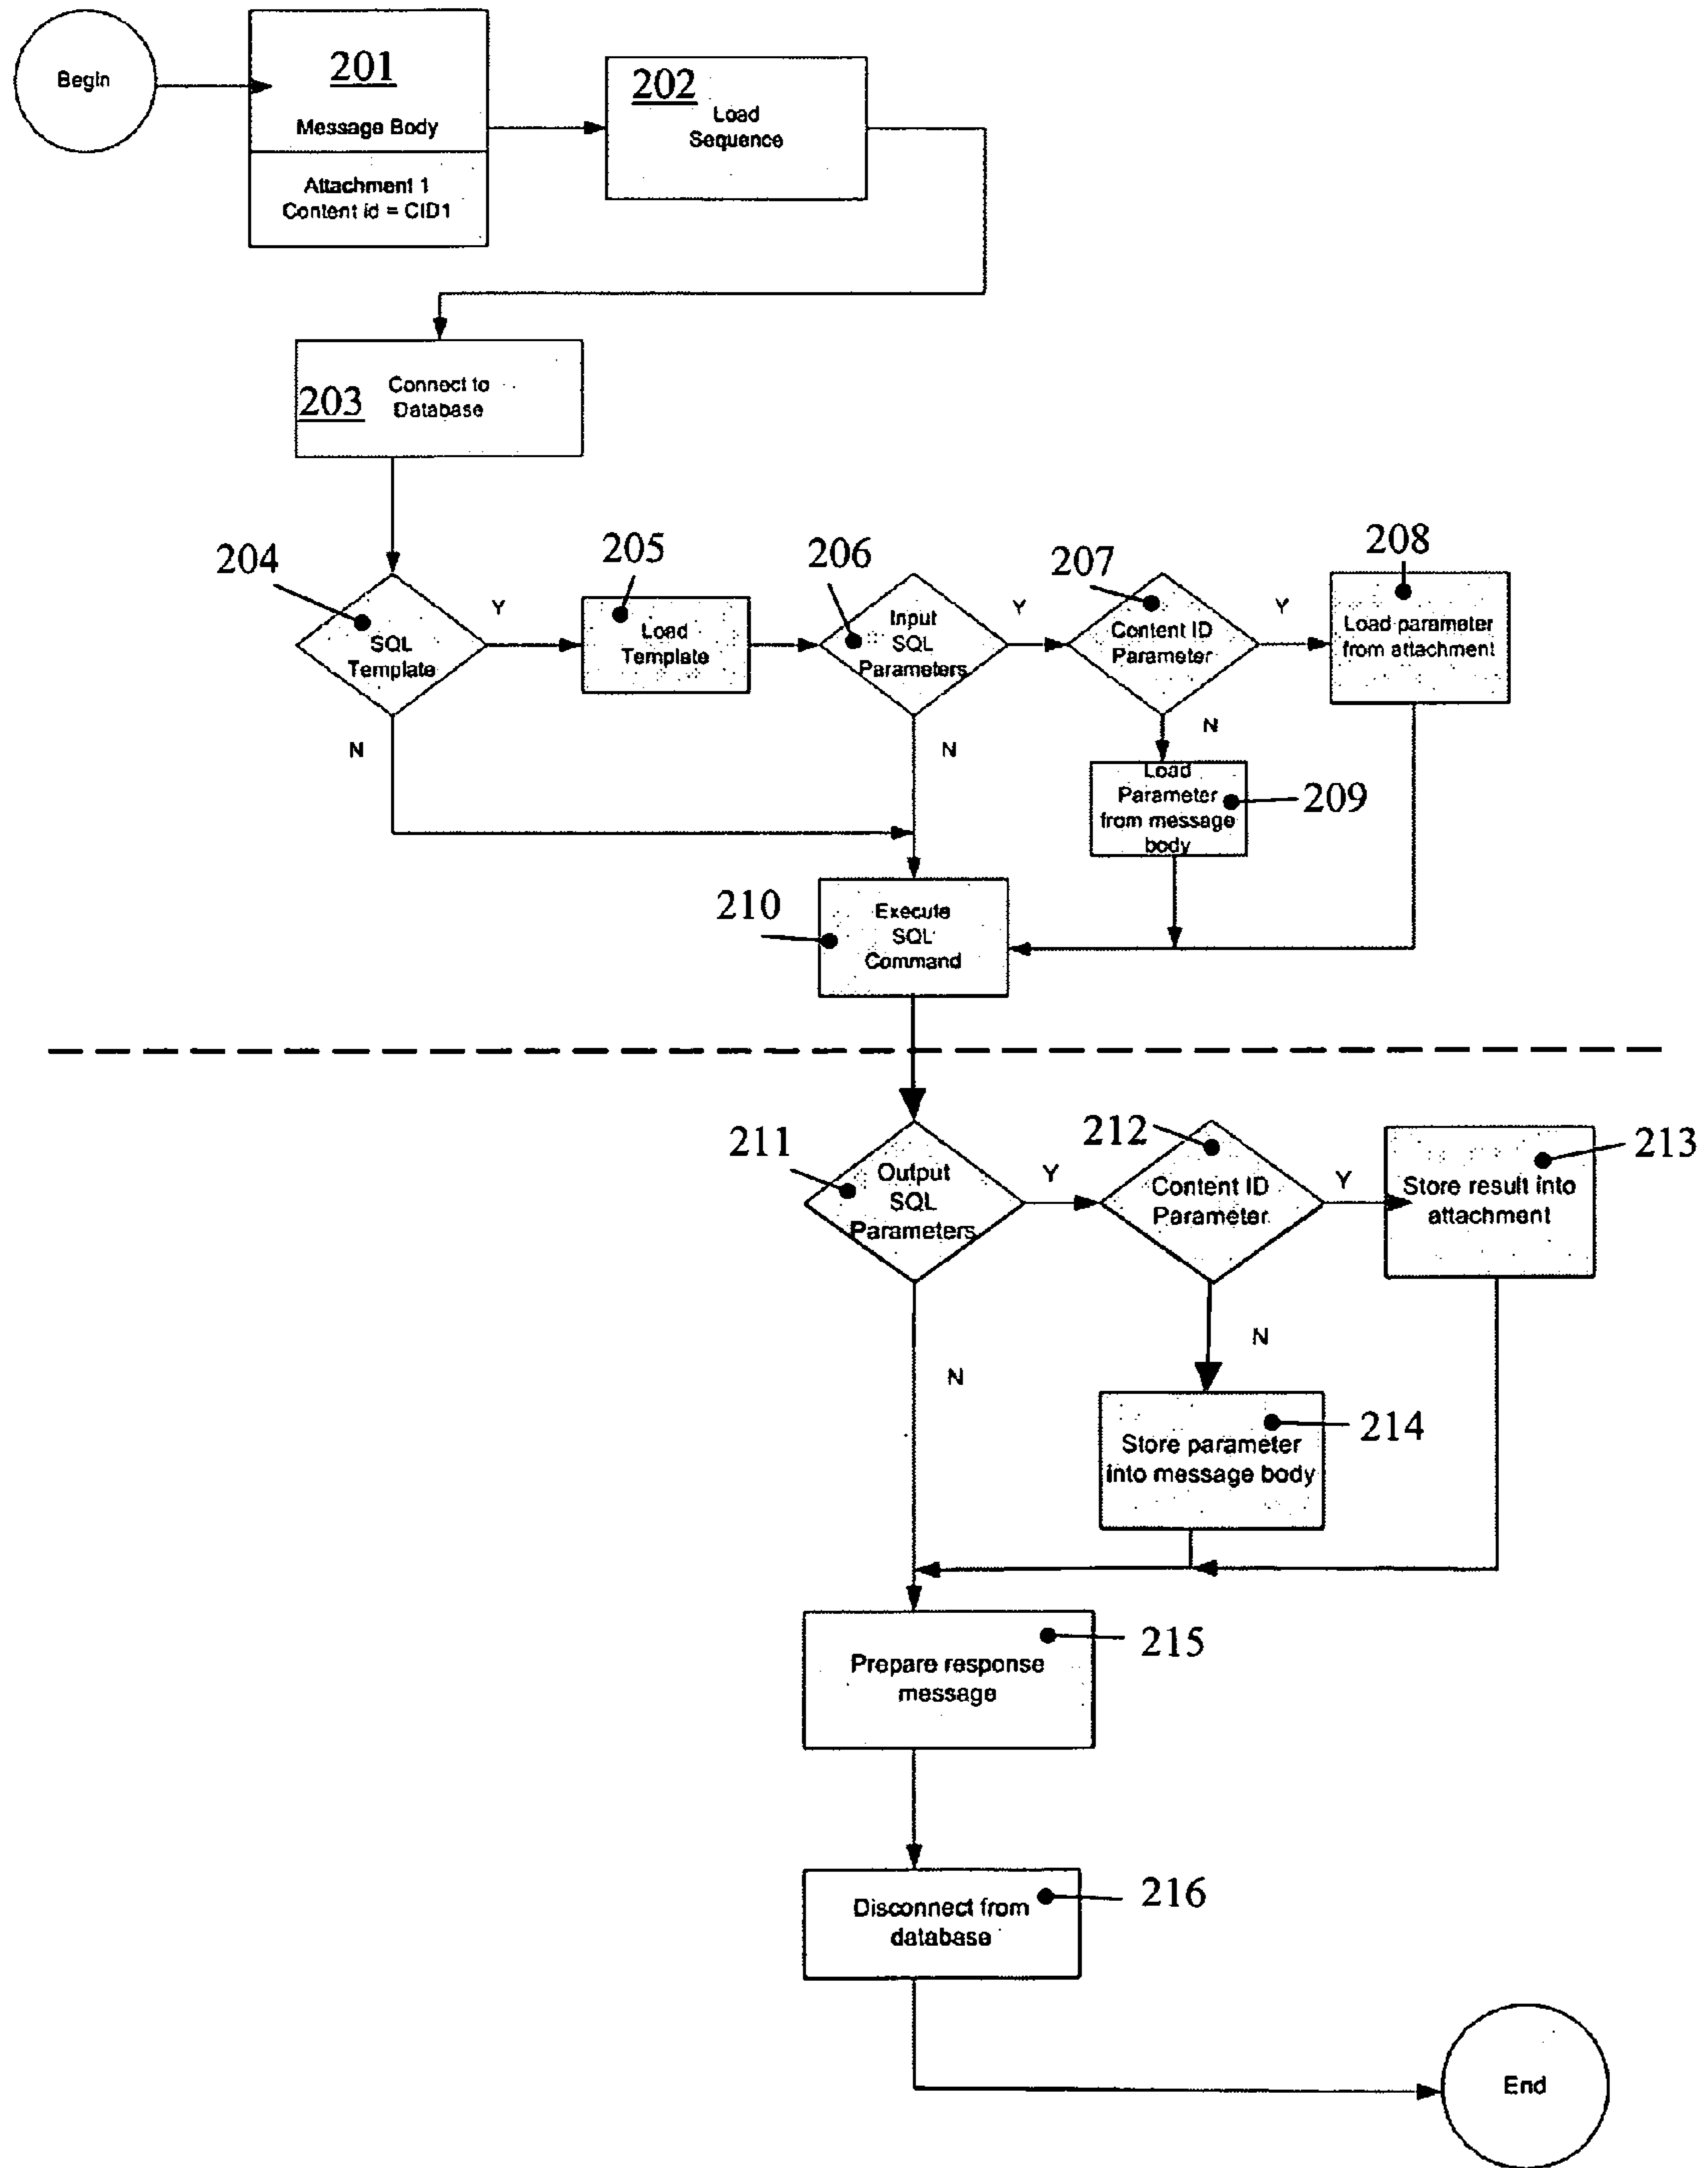 Begin
201
Message Body
Attachment 1
Content id = CID1
202
Load
Sequence
203
Connect to
Database
204
SQL
Template
Y
N
205
Load
Template
206
Input
SQL
Parameters
Y
N
207
Content ID
Parameter
Y
N
208
Load parameter
from attachment
Load
Parameter
from message
body
209
210
Execute
SQL
Command
211
Output
SQL
Parameters
Y
N
212
Content ID
Parameter
Y
N
213
Store result into
attachment
214
Store parameter
into message body
215
Prepare response
message
216
Disconnect from
database
End